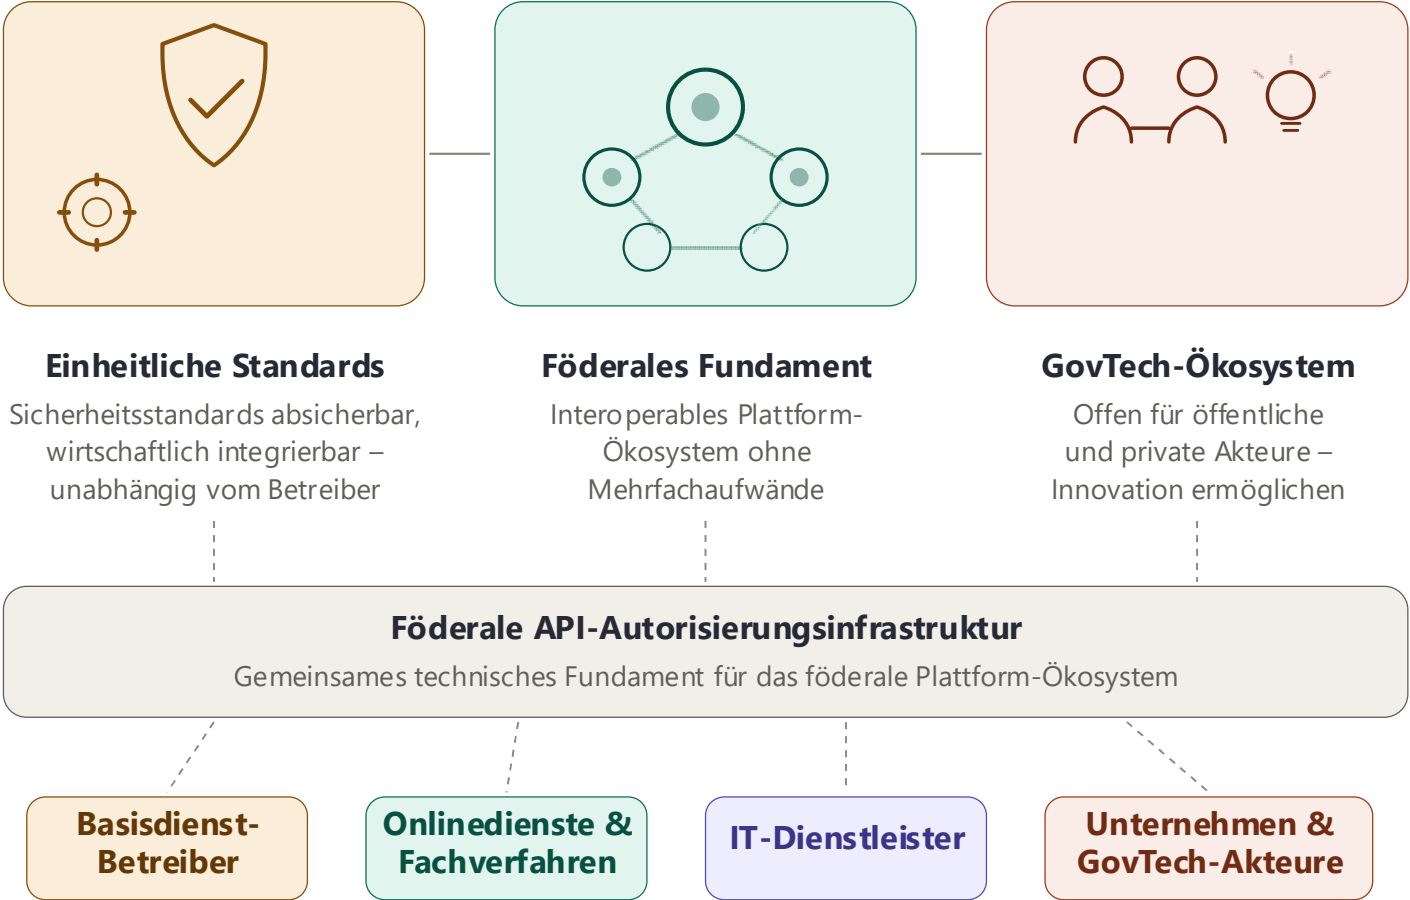 Einheitliche Standards
Sicherheitsstandards absicherbar,
wirtschaftlich integrierbar –
unabhängig vom Betreiber
Föderales Fundament
Interoperables Plattform-
Ökosystem ohne
Mehrfachaufwände
GovTech-Ökosystem
Offen für öffentliche
und private Akteure –
Innovation ermöglichen
Föderale API-Autorisierungsinfrastruktur
Gemeinsames technisches Fundament für das föderale Plattform-Ökosystem
Basisdienst-
Betreiber
Onlinedienste &
Fachverfahren
IT-Dienstleister
Unternehmen &
GovTech-Akteure